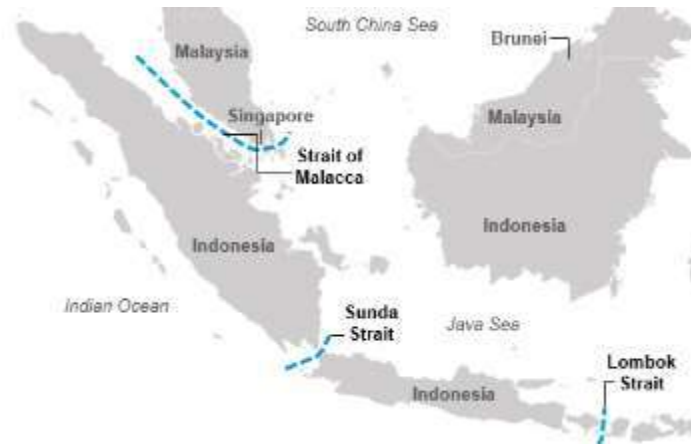 South China Sea
Brunei
Malaysia
Singapore
Malaysia
Strait of
Malacca
Indonesia
Indonesia
Indian Ocean
Sunda
Strait
Java Sea
Lombok
Strait
Indonesia